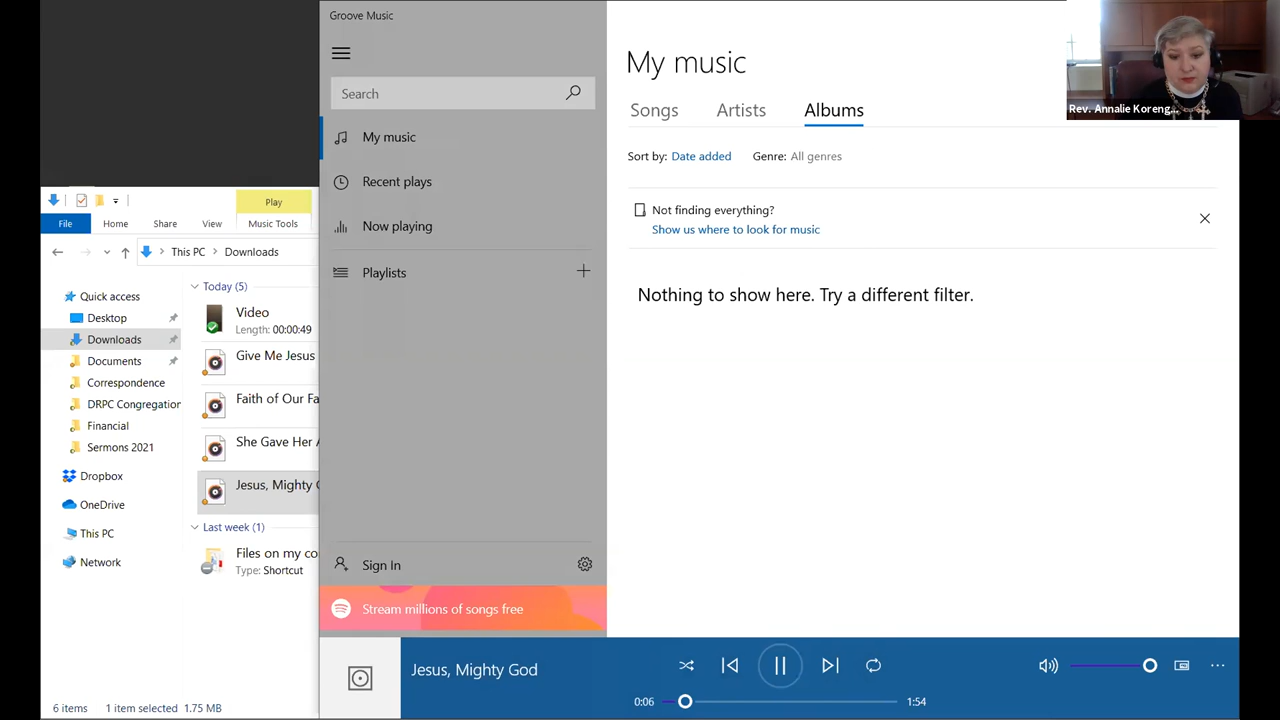 Groove Music
Search
My music
Recent plays
Now playing
Playlists
Sign In
Stream millions of songs free
My music
Songs Artists Albums
Sort by: Date added Genre: All genres
Not finding everything?
Show us where to look for music
Nothing to show here. Try a different filter.
Rev. Annalie Koreng...
Play
File Home Share View Music Tools
This PC Downloads
Quick access
Desktop
Downloads
Documents
Correspondence
DRPC Congregation
Financial
Sermons 2021
Dropbox
OneDrive
This PC
Network
Today (5)
Video
Length: 00:00:49
Give Me Jesus
Faith of Our Fa
She Gave Her A
Jesus, Mighty G
Last week (1)
Files on my co
Type: Shortcut
6 items 1 item selected 1.75 MB
Jesus, Mighty God
0:06 1:54